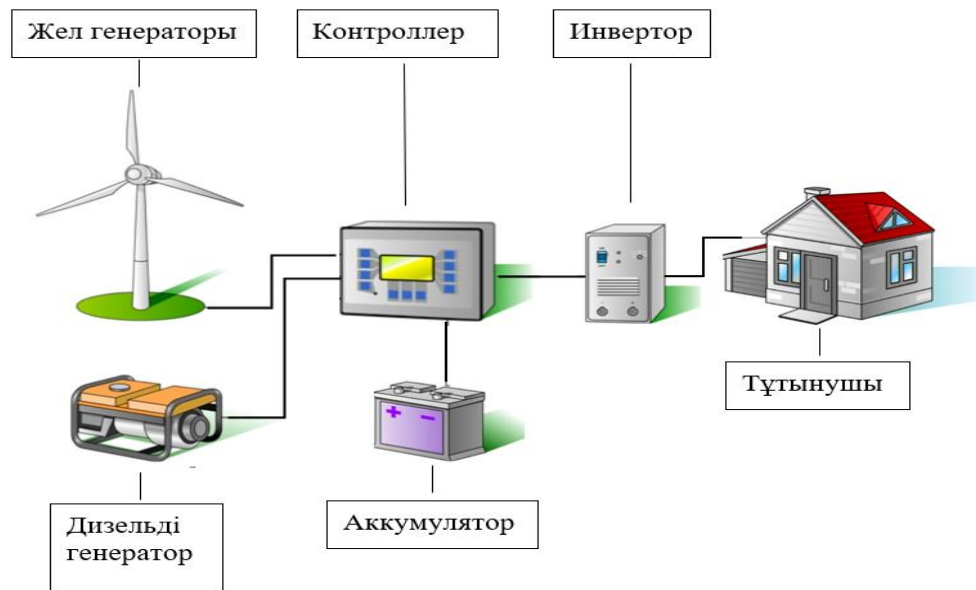 Жел генераторы
Контроллер
Инвертор
Тұтынушы
Дизельді
генератор
Аккумулятор